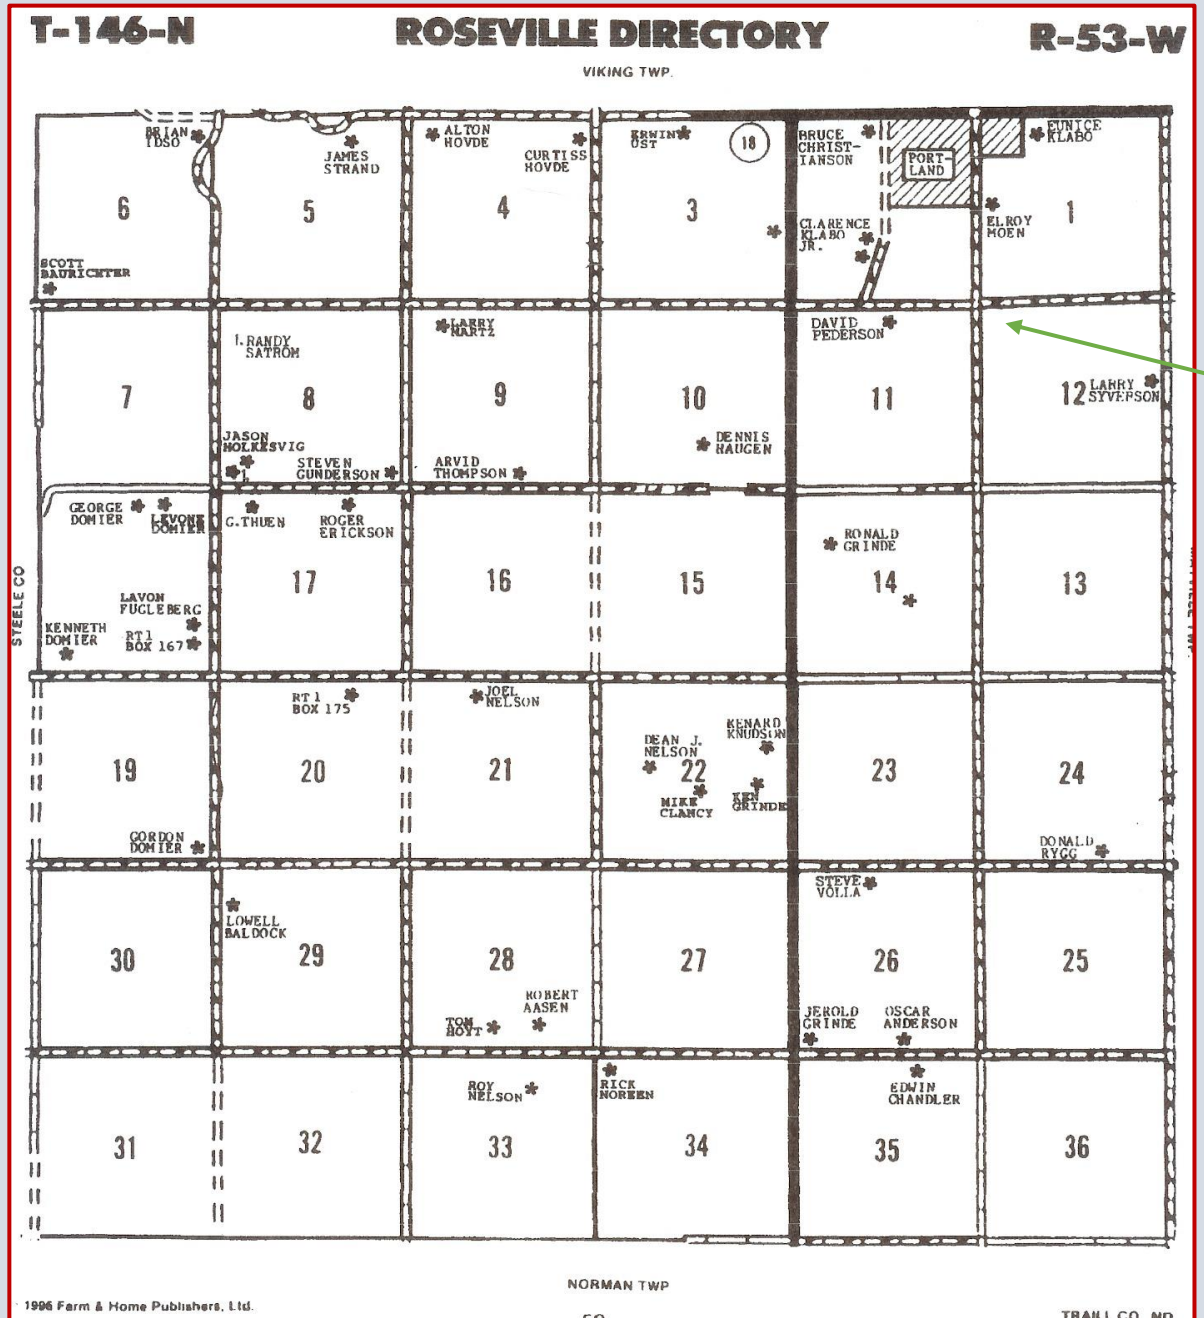 T-146-N
ROSEVILLE DIRECTORY
R-53-W
VIKING TWP.
BRIAN
IDSO
JAMES
STRAND
ALTON
HOVDE
CURTISS
HOVDE
ERWIN
UST
18
BRUCE
CHRIST-
IANSON
PORT-
LAND
EUNICE
KLABO
6
5
4
3
1
CLARENCE
KLABO
JR.
ELROY
MOEN
SCOTT
BAURICHTER
1. RANDY
SATROM
LARRY
MARTZ
DAVID
PEDERSON
7
8
9
10
11
12
LARRY
SYVERSON
JASON
HOLKESVIG
1.
STEVEN
GUNDERSON
ARVID
THOMPSON
DENNIS
HAUGEN
GEORGE
DOMIER
LEVONE
DOMIER
G. THUEN
ROGER
ERICKSON
RONALD
GRINDE
17
16
15
14
13
STEELE CO
LAVON
FUGLEBERG
KENNETH
DOMIER
RT1
BOX 167
RT 1
BOX 175
JOEL
NELSON
DEAN J.
NELSON
KENARD
KNUDSON
19
20
21
22
23
24
MIKE
CLANCY
KEN
GRINDE
GORDON
DOMIER
DONALD
RYGG
STEVE
VOLLA
LOWELL
BALDOCK
30
29
28
27
26
25
TOM
HOYT
ROBERT
AASEN
JEROLD
GRINDE
OSCAR
ANDERSON
ROY
NELSON
RICK
NOREEN
EDWIN
CHANDLER
31
32
33
34
35
36
NORMAN TWP
1996 Farm & Home Publishers, Ltd.
TRAILL CO., ND